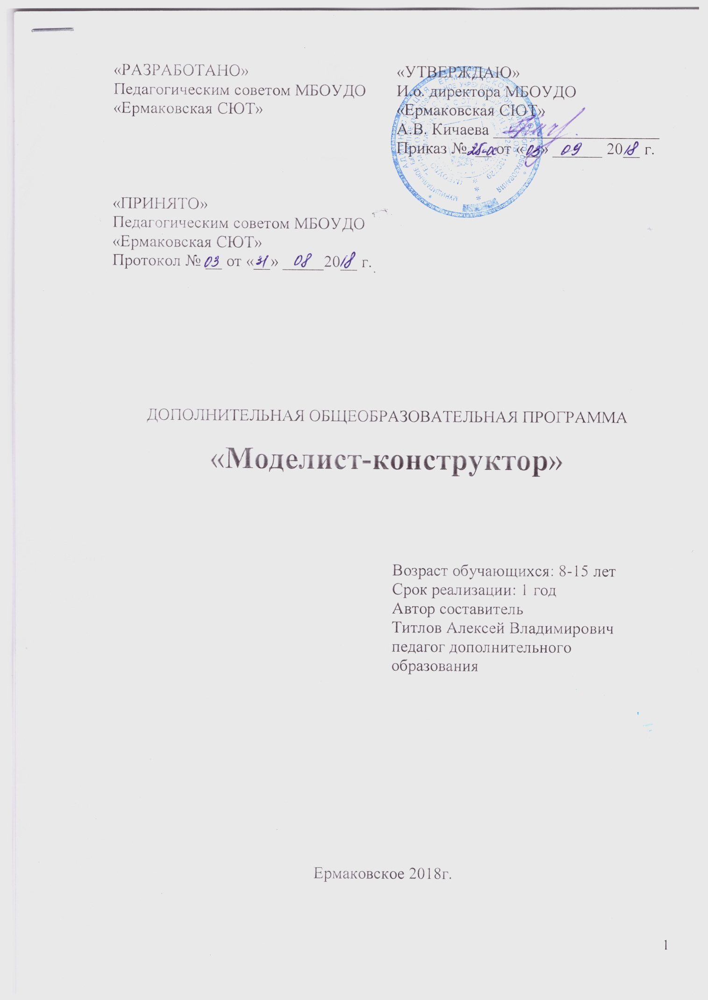 «РАЗРАБОТАНО»
Педагогическим советом МБОУДО
«Ермаковская СЮТ»
«УТВЕРЖДАЮ»
И.о. директора МБОУДО
«Ермаковская СЮТ»
А.В. Кичаева
Приказ № 25-ос от «03» 09 2018 г.
«ПРИНЯТО»
Педагогическим советом МБОУДО
«Ермаковская СЮТ»
Протокол № 03 от «31» 08 2018 г.
ДОПОЛНИТЕЛЬНАЯ ОБЩЕОБРАЗОВАТЕЛЬНАЯ ПРОГРАММА
«Моделист-конструктор»
Возраст обучающихся: 8-15 лет
Срок реализации: 1 год
Автор составитель
Титлов Алексей Владимирович
педагог дополнительного
образования
Ермаковское 2018г.
1